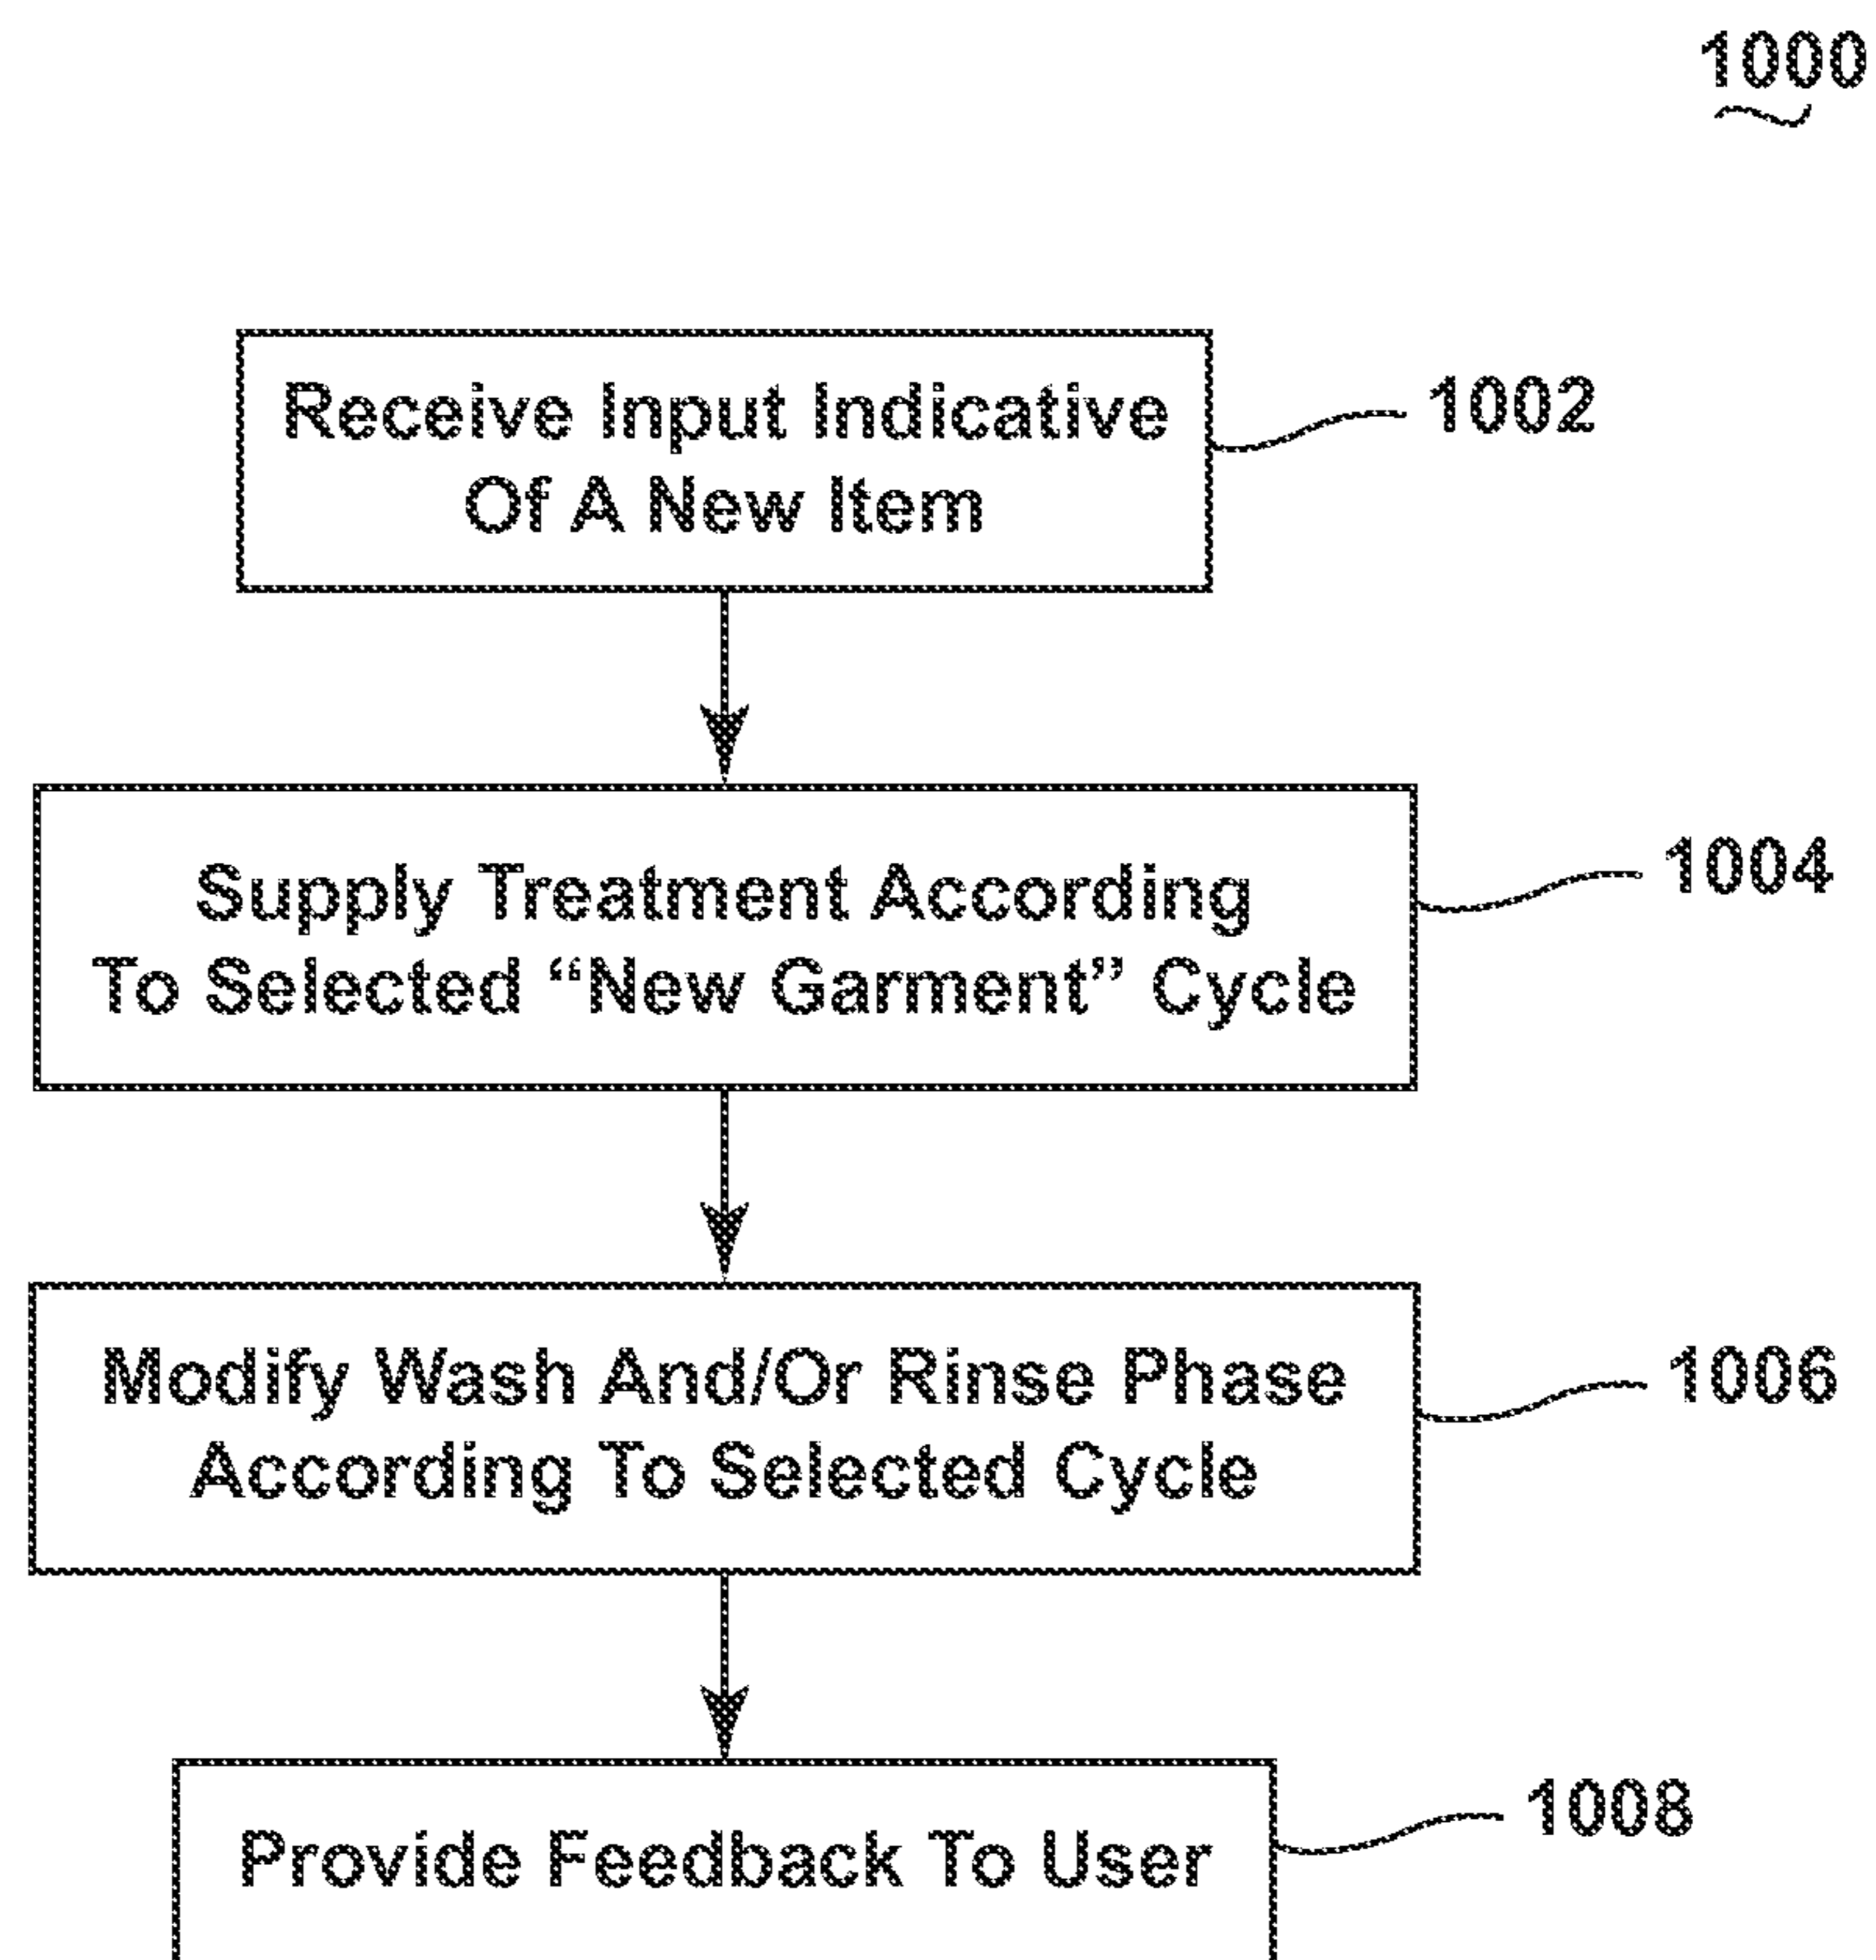 1000
Receive Input Indicative
Of A New Item
1002
Supply Treatment According
To Selected “New Garment” Cycle
1004
Modify Wash And/Or Rinse Phase
According To Selected Cycle
1006
Provide Feedback To User
1008